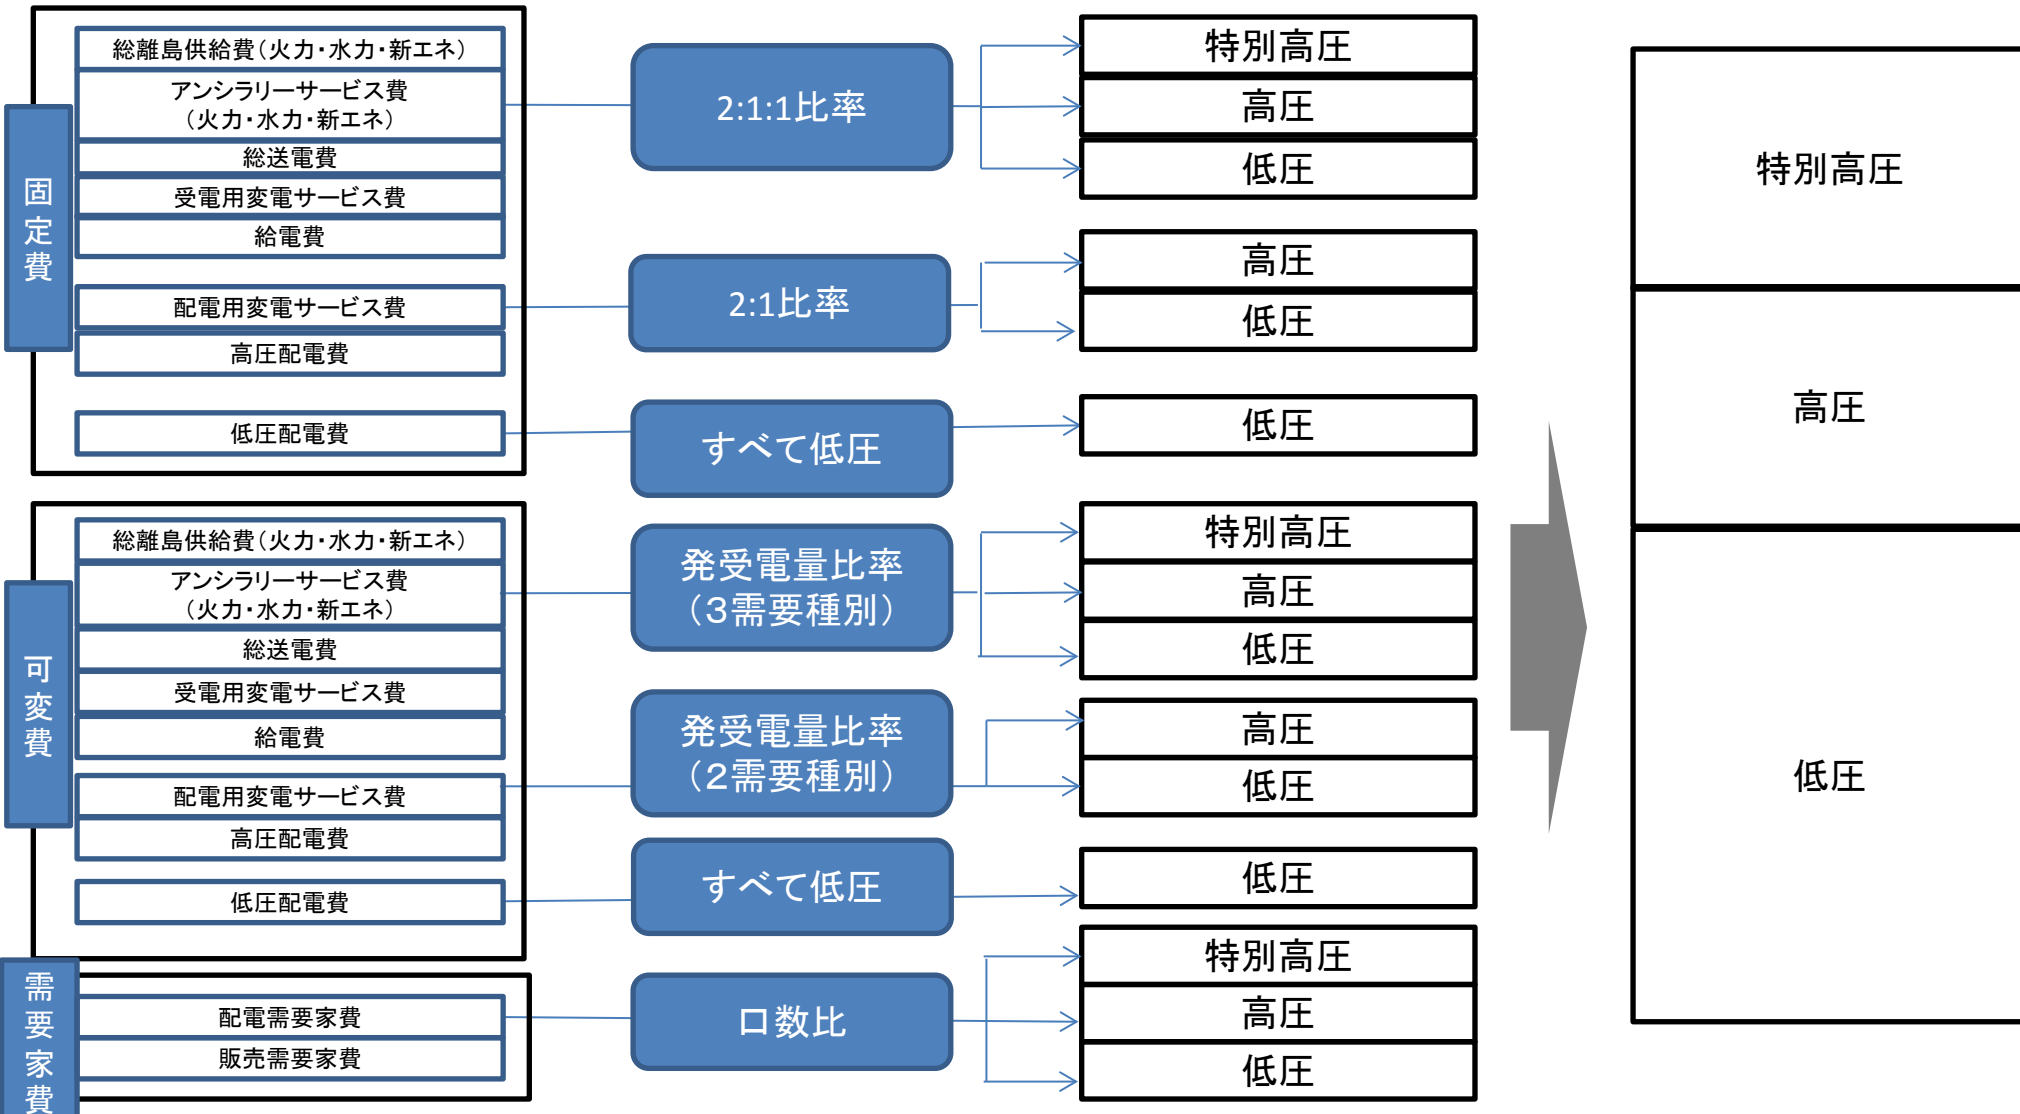 固定費
総離島供給費（火力・水力・新エネ）
アンシラリーサービス費
（火力・水力・新エネ）
総送電費
受電用変電サービス費
給電費
配電用変電サービス費
高圧配電費
低圧配電費
2:1:1比率
特別高圧
高圧
低圧
2:1比率
高圧
低圧
すべて低圧
低圧
可変費
総離島供給費（火力・水力・新エネ）
アンシラリーサービス費
（火力・水力・新エネ）
総送電費
受電用変電サービス費
給電費
配電用変電サービス費
高圧配電費
低圧配電費
発受電量比率
（３需要種別）
特別高圧
高圧
低圧
発受電量比率
（２需要種別）
高圧
低圧
すべて低圧
低圧
需要家費
配電需要家費
販売需要家費
口数比
特別高圧
高圧
低圧
特別高圧
高圧
低圧